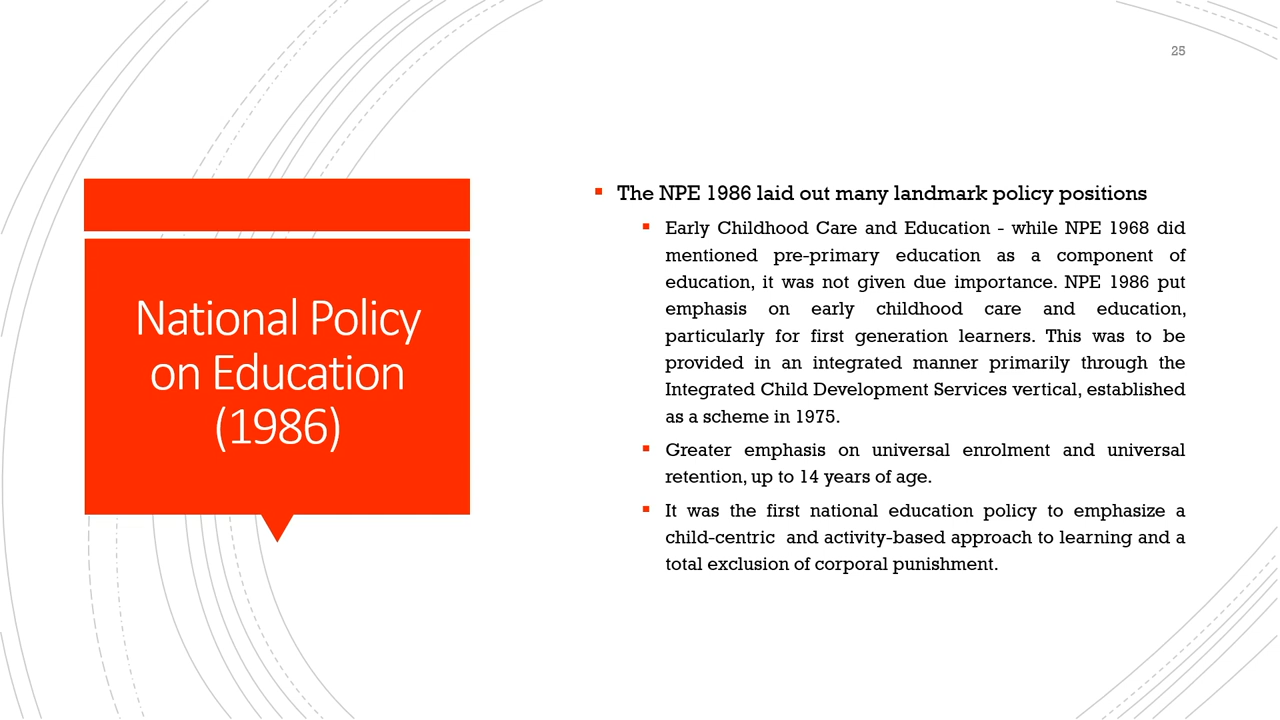 25
National Policy
on Education
(1986)
The NPE 1986 laid out many landmark policy positions
Early Childhood Care and Education - while NPE 1968 did
mentioned pre-primary education as a component of
education, it was not given due importance. NPE 1986 put
emphasis on early childhood care and education,
particularly for first generation learners. This was to be
provided in an integrated manner primarily through the
Integrated Child Development Services vertical, established
as a scheme in 1975.
Greater emphasis on universal enrolment and universal
retention, up to 14 years of age.
It was the first national education policy to emphasize a
child-centric and activity-based approach to learning and a
total exclusion of corporal punishment.